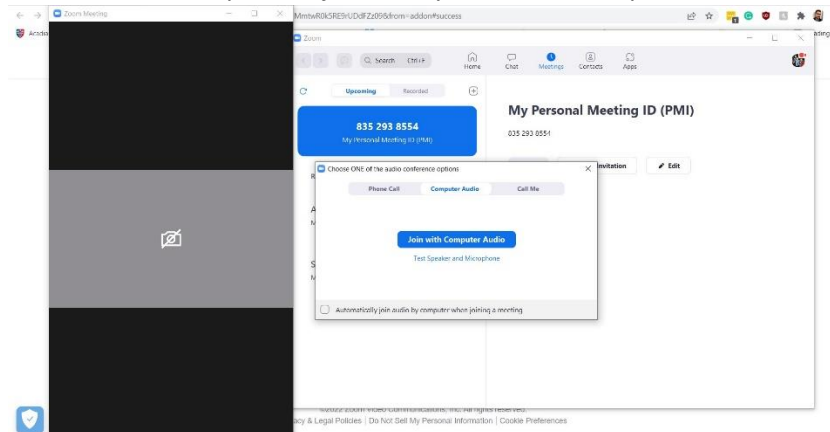 Zoom Meeting
MmtwR0k5RE9rUDdFZz09&from=addon#success
Zoom
Search Ctrl+F
Home
Chat
Meetings
Contacts
Apps
Upcoming
Recorded
My Personal Meeting ID (PMI)
835 293 8554
835 293 8554
My Personal Meeting ID (PMI)
Invitation
Edit
Choose ONE of the audio conference options
Phone Call
Computer Audio
Call Me
Join with Computer Audio
Test Speaker and Microphone
Automatically join audio by computer when joining a meeting
©2022 Zoom Video Communications, Inc. All rights reserved.
acy & Legal Policies | Do Not Sell My Personal Information | Cookie Preferences